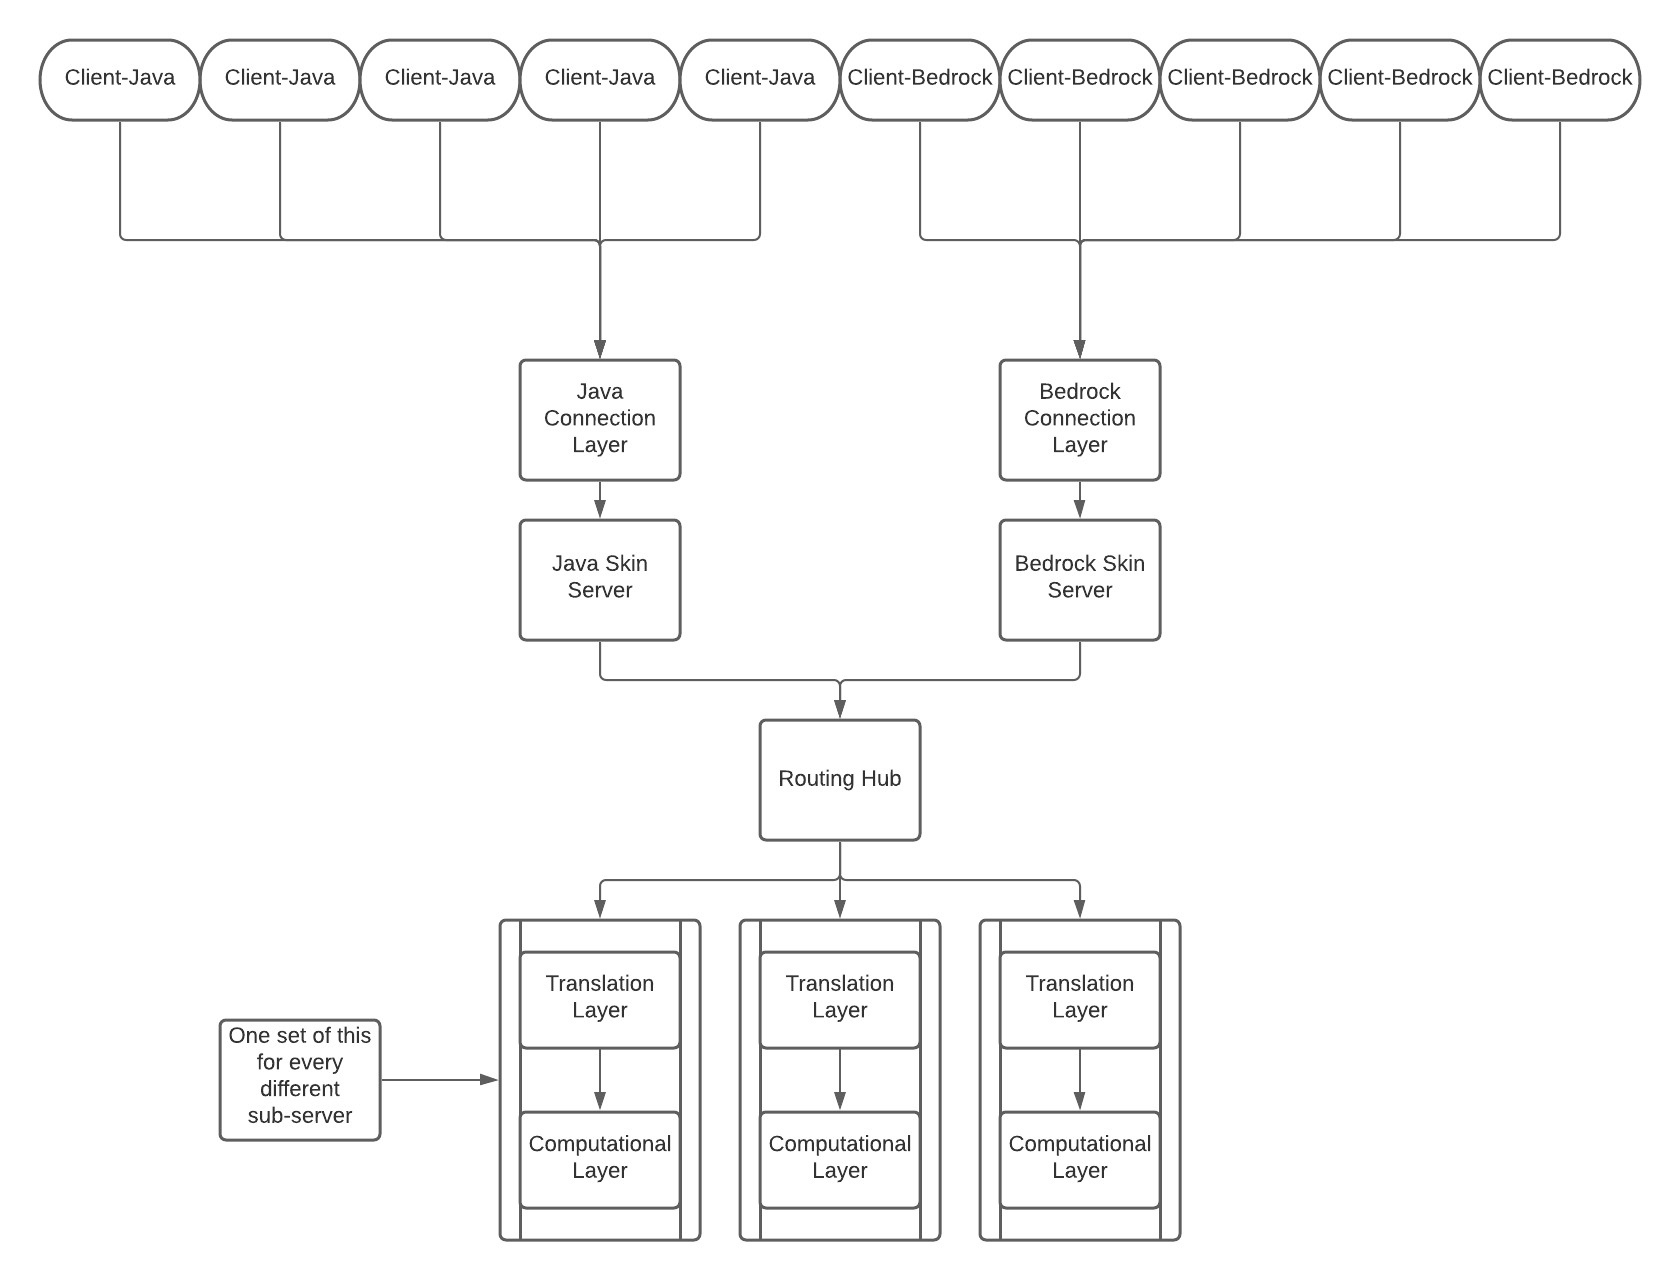 Client-Java
Client-Java
Client-Java
Client-Java
Client-Java
Client-Bedrock
Client-Bedrock
Client-Bedrock
Client-Bedrock
Client-Bedrock
Java
Connection
Layer
Bedrock
Connection
Layer
Java Skin
Server
Bedrock Skin
Server
Routing Hub
Translation
Layer
Translation
Layer
Translation
Layer
One set of this
for every
different
sub-server
Computational
Layer
Computational
Layer
Computational
Layer